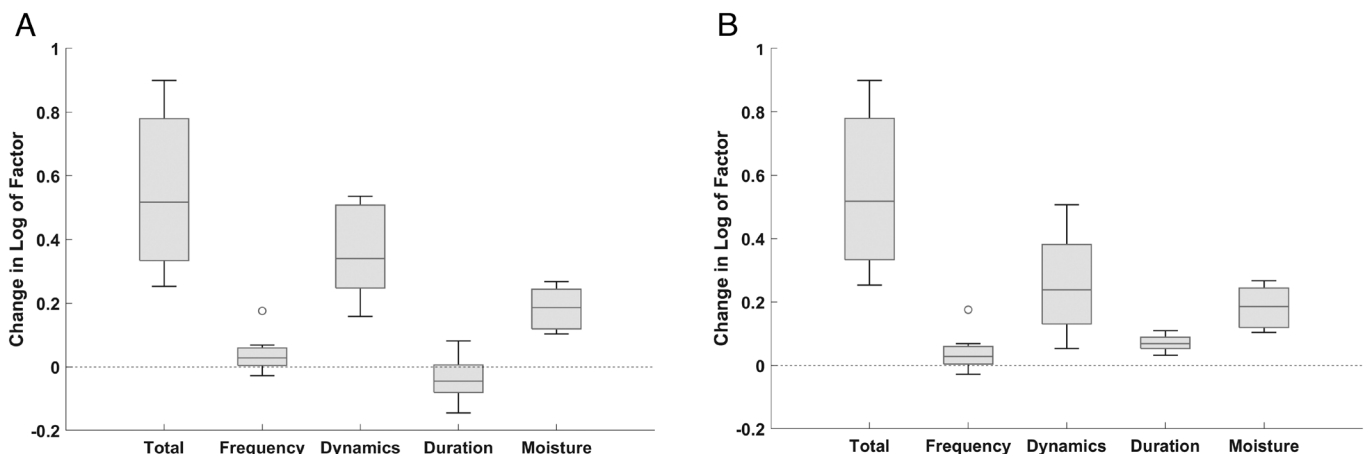 A
Change in Log of Factor
1
0.8
0.6
0.4
0.2
0
-0.2
Total Frequency Dynamics Duration Moisture
B
Change in Log of Factor
1
0.8
0.6
0.4
0.2
0
-0.2
Total Frequency Dynamics Duration Moisture